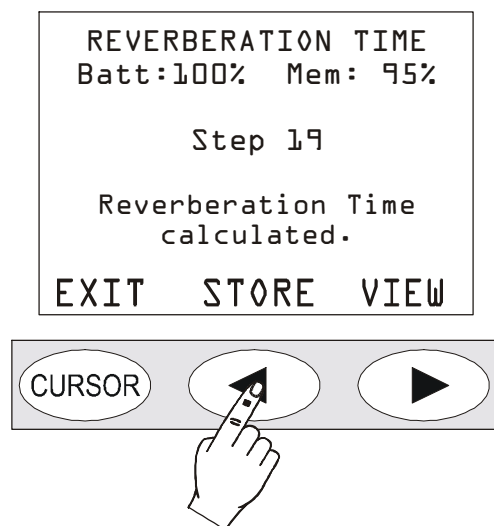 REVERBERATION TIME
Batt:100% Mem: 95%
Step 19
Reverberation Time
calculated.
EXIT STORE VIEW
CURSOR